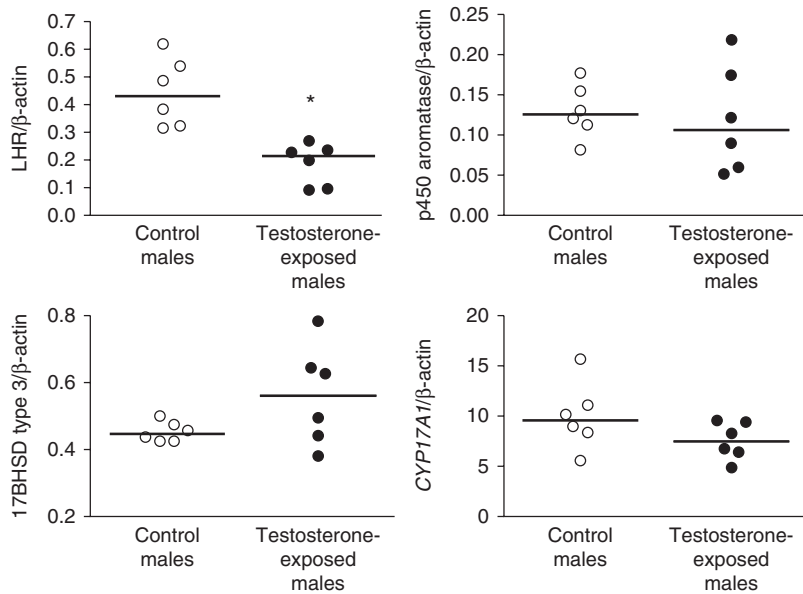 LHR/β-actin
0.7
0.6
0.5
0.4
0.3
0.2
0.1
0.0
*
Control
males
Testosterone-
exposed
males
p450 aromatase/β-actin
0.25
0.20
0.15
0.10
0.05
0.00
Control
males
Testosterone-
exposed
males
17BHSD type 3/β-actin
0.8
0.6
0.4
0.2
Control
males
Testosterone-
exposed
males
CYP17A1/β-actin
20
15
10
5
0
Control
males
Testosterone-
exposed
males